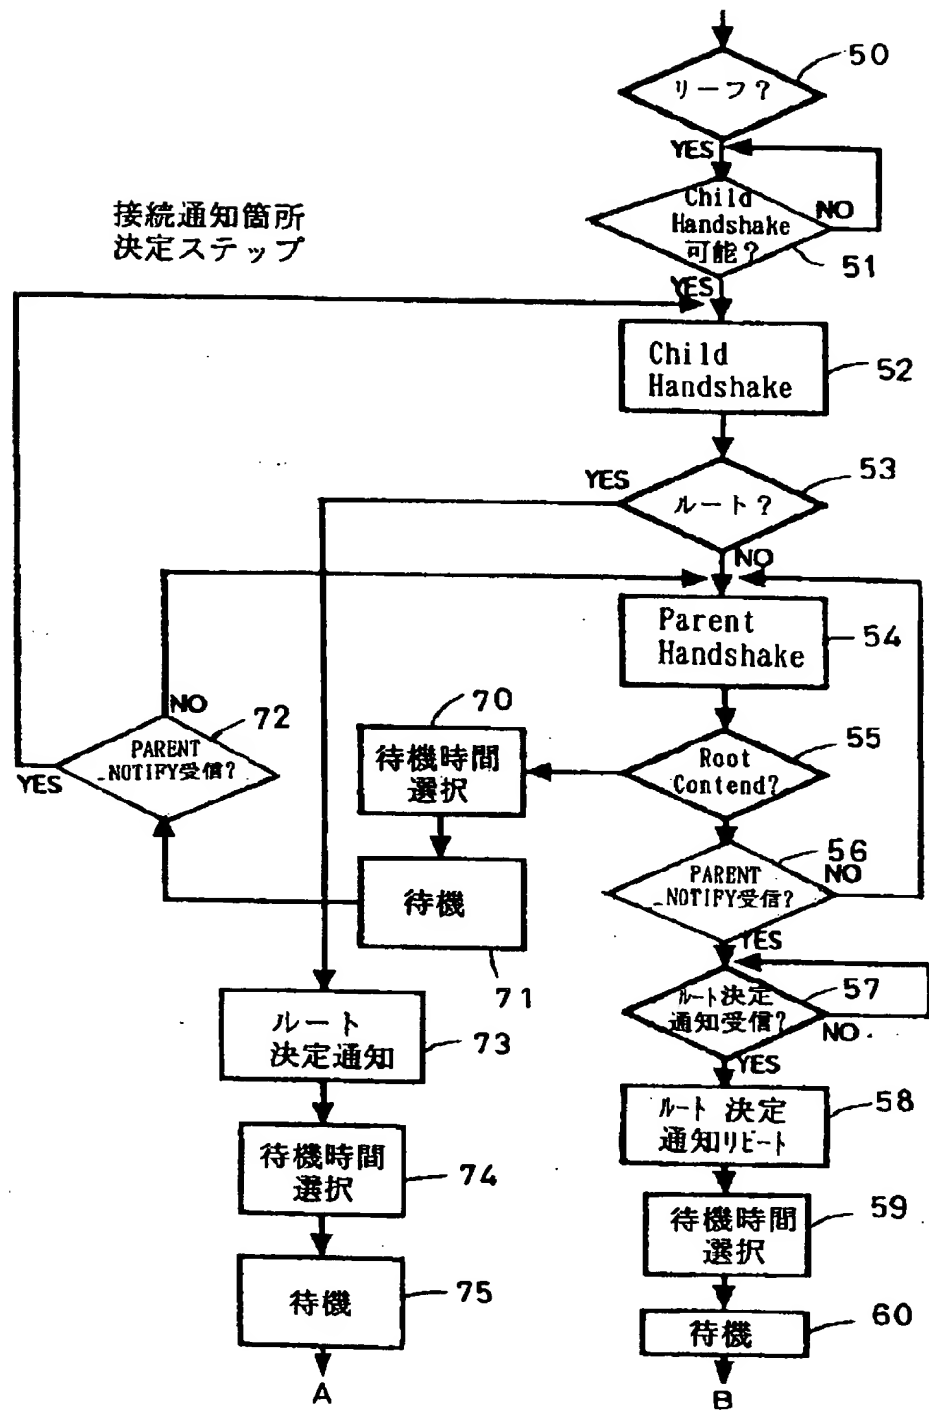 50
リーフ?
YES
接続通知箇所
決定ステップ
Child
Handshake
可能?
NO
51
YES
Child
Handshake
52
53
YES
ルート?
NO
Parent
Handshake
54
NO
72
PARENT
_NOTIFY受信?
YES
70
待機時間
選択
55
Root
Contend?
56
PARENT
_NOTIFY受信?
NO
YES
待機
71
57
ルート決定
通知受信?
NO
YES
ルート
決定通知
73
ルート 決定
通知リピート
58
待機時間
選択
74
待機時間
選択
59
待機
75
待機
60
A
B